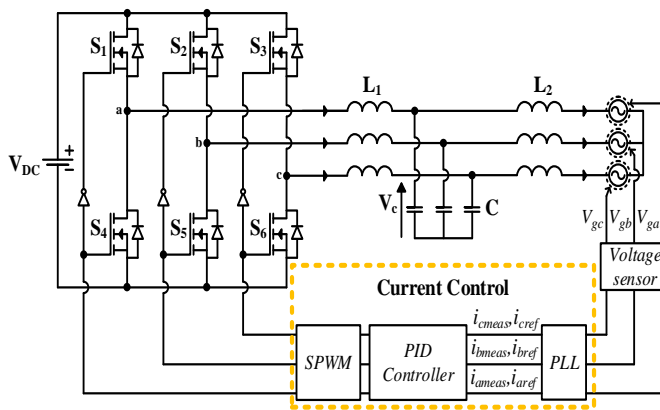 S1 S2 S3
L1 L2
a
b
c
VDC
+
−
S4 S5 S6
Vc
C
Vgc Vgb Vga
Voltage
sensor
Current Control
SPWM
PID
Controller
icmeas,icref
ibmeas,ibref
iameas,iaref
PLL